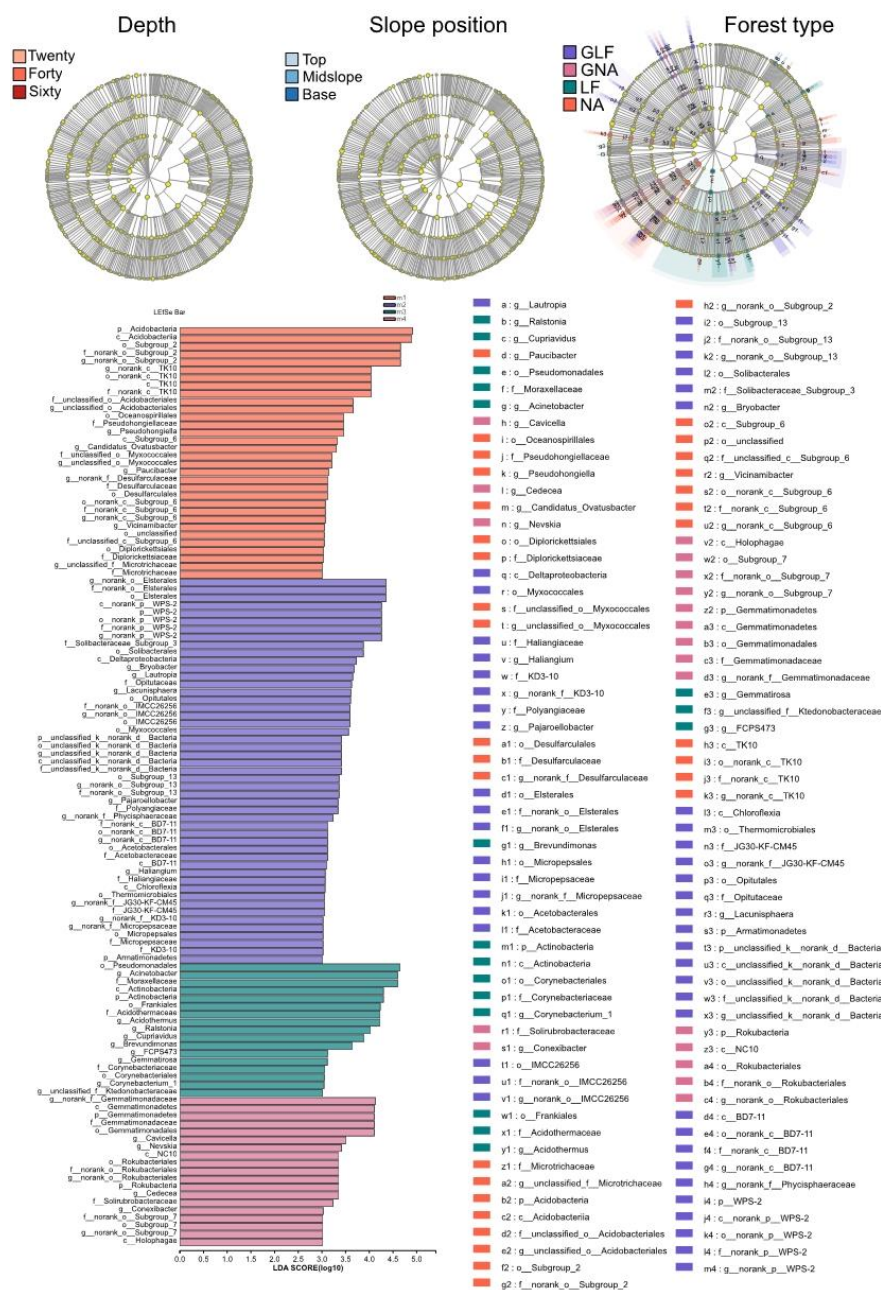 Depth
Slope position
Forest type
Twenty
Forty
Sixty
Top
Midslope
Base
GLF
GNA
LF
NA
LEfSe Bar
m1
m2
m3
m4
p__Acidobacteria
c__Acidobacteriia
o__Subgroup_2
f__norank_o__Subgroup_2
g__norank_o__Subgroup_2
g__norank_c__TK10
o__norank_c__TK10
c__TK10
f__norank_c__TK10
f__unclassified_o__Acidobacteriales
g__unclassified_o__Acidobacteriales
o__Oceanospirillales
f__Pseudohongiellaceae
g__Pseudohongiella
c__Subgroup_6
g__Candidatus_Ovatusbacter
f__unclassified_o__Myxococcales
g__unclassified_o__Myxococcales
g__Paucibacter
g__norank_f__Desulfarculaceae
f__Desulfarculaceae
o__Desulfarculales
o__norank_c__Subgroup_6
f__norank_c__Subgroup_6
g__norank_c__Subgroup_6
g__Vicinamibacter
o__unclassified
f__unclassified_c__Subgroup_6
o__Diplorickettsiales
f__Diplorickettsiaceae
g__unclassified_f__Microtrichaceae
f__Microtrichaceae
g__norank_o__Elsterales
f__norank_o__Elsterales
o__Elsterales
c__norank_p__WPS-2
p__WPS-2
o__norank_p__WPS-2
f__norank_p__WPS-2
g__norank_p__WPS-2
f__Solibacteraceae_Subgroup_3
o__Solibacterales
c__Deltaproteobacteria
g__Bryobacter
g__Lautropia
f__Opitutaceae
g__Lacunisphaera
o__Opitutales
f__norank_o__IMCC26256
g__norank_o__IMCC26256
o__IMCC26256
o__Myxococcales
p__unclassified_k__norank_d__Bacteria
o__unclassified_k__norank_d__Bacteria
g__unclassified_k__norank_d__Bacteria
c__unclassified_k__norank_d__Bacteria
f__unclassified_k__norank_d__Bacteria
o__Subgroup_13
g__norank_o__Subgroup_13
f__norank_o__Subgroup_13
g__Pajaroellobacter
f__Polyangiaceae
g__norank_f__Phycisphaeraceae
f__norank_c__BD7-11
o__norank_c__BD7-11
g__norank_c__BD7-11
o__Acetobacterales
f__Acetobacteraceae
c__BD7-11
g__Haliangium
f__Haliangiaceae
c__Chloroflexia
o__Thermomicrobiales
g__norank_f__JG30-KF-CM45
f__JG30-KF-CM45
g__norank_f__KD3-10
g__norank_f__Micropepsaceae
o__Micropepsales
f__Micropepsaceae
f__KD3-10
p__Armatimonadetes
o__Pseudomonadales
g__Acinetobacter
f__Moraxellaceae
c__Actinobacteria
p__Actinobacteria
o__Frankiales
f__Acidothermaceae
g__Acidothermus
g__Ralstonia
g__Cupriavidus
g__Brevundimonas
g__FCPS473
g__Gemmatirosa
f__Corynebacteriaceae
o__Corynebacteriales
g__Corynebacterium_1
g__unclassified_f__Ktedonobacteraceae
g__norank_f__Gemmatimonadaceae
c__Gemmatimonadetes
p__Gemmatimonadetes
f__Gemmatimonadaceae
o__Gemmatimonadales
g__Cavicella
g__Nevskia
c__NC10
o__Rokubacteriales
f__norank_o__Rokubacteriales
g__norank_o__Rokubacteriales
p__Rokubacteria
g__Cedecea
f__Solirubrobacteraceae
g__Conexibacter
f__norank_o__Subgroup_7
o__Subgroup_7
g__norank_o__Subgroup_7
c__Holophagae
0.0 0.5 1.0 1.5 2.0 2.5 3.0 3.5 4.0 4.5 5.0
LDA SCORE(log10)
a : g__Lautropia
b : g__Ralstonia
c : g__Cupriavidus
d : g__Paucibacter
e : o__Pseudomonadales
f : f__Moraxellaceae
g : g__Acinetobacter
h : g__Cavicella
i : o__Oceanospirillales
j : f__Pseudohongiellaceae
k : g__Pseudohongiella
l : g__Cedecea
m : g__Candidatus_Ovatusbacter
n : g__Nevskia
o : o__Diplorickettsiales
p : f__Diplorickettsiaceae
q : c__Deltaproteobacteria
r : o__Myxococcales
s : f__unclassified_o__Myxococcales
t : g__unclassified_o__Myxococcales
u : f__Haliangiaceae
v : g__Haliangium
w : f__KD3-10
x : g__norank_f__KD3-10
y : f__Polyangiaceae
z : g__Pajaroellobacter
a1 : o__Desulfarculales
b1 : f__Desulfarculaceae
c1 : g__norank_f__Desulfarculaceae
d1 : o__Elsterales
e1 : f__norank_o__Elsterales
f1 : g__norank_o__Elsterales
g1 : g__Brevundimonas
h1 : o__Micropepsales
i1 : f__Micropepsaceae
j1 : g__norank_f__Micropepsaceae
k1 : o__Acetobacterales
l1 : f__Acetobacteraceae
m1 : p__Actinobacteria
n1 : c__Actinobacteria
o1 : o__Corynebacteriales
p1 : f__Corynebacteriaceae
q1 : g__Corynebacterium_1
r1 : f__Solirubrobacteraceae
s1 : g__Conexibacter
t1 : o__IMCC26256
u1 : f__norank_o__IMCC26256
v1 : g__norank_o__IMCC26256
w1 : o__Frankiales
x1 : f__Acidothermaceae
y1 : g__Acidothermus
z1 : f__Microtrichaceae
a2 : g__unclassified_f__Microtrichaceae
b2 : p__Acidobacteria
c2 : c__Acidobacteriia
d2 : f__unclassified_o__Acidobacteriales
e2 : g__unclassified_o__Acidobacteriales
f2 : o__Subgroup_2
g2 : f__norank_o__Subgroup_2
h2 : g__norank_o__Subgroup_2
i2 : o__Subgroup_13
j2 : f__norank_o__Subgroup_13
k2 : g__norank_o__Subgroup_13
l2 : o__Solibacterales
m2 : f__Solibacteraceae_Subgroup_3
n2 : g__Bryobacter
o2 : c__Subgroup_6
p2 : o__unclassified
q2 : f__unclassified_c__Subgroup_6
r2 : g__Vicinamibacter
s2 : o__norank_c__Subgroup_6
t2 : f__norank_c__Subgroup_6
u2 : g__norank_c__Subgroup_6
v2 : c__Holophagae
w2 : o__Subgroup_7
x2 : f__norank_o__Subgroup_7
y2 : g__norank_o__Subgroup_7
z2 : p__Gemmatimonadetes
a3 : c__Gemmatimonadetes
b3 : o__Gemmatimonadales
c3 : f__Gemmatimonadaceae
d3 : g__norank_f__Gemmatimonadaceae
e3 : g__Gemmatirosa
f3 : g__unclassified_f__Ktedonobacteraceae
g3 : g__FCPS473
h3 : c__TK10
i3 : o__norank_c__TK10
j3 : f__norank_c__TK10
k3 : g__norank_c__TK10
l3 : c__Chloroflexia
m3 : o__Thermomicrobiales
n3 : f__JG30-KF-CM45
o3 : g__norank_f__JG30-KF-CM45
p3 : o__Opitutales
q3 : f__Opitutaceae
r3 : g__Lacunisphaera
s3 : p__Armatimonadetes
t3 : p__unclassified_k__norank_d__Bacteria
u3 : c__unclassified_k__norank_d__Bacteria
v3 : o__unclassified_k__norank_d__Bacteria
w3 : f__unclassified_k__norank_d__Bacteria
x3 : g__unclassified_k__norank_d__Bacteria
y3 : p__Rokubacteria
z3 : c__NC10
a4 : o__Rokubacteriales
b4 : f__norank_o__Rokubacteriales
c4 : g__norank_o__Rokubacteriales
d4 : c__BD7-11
e4 : o__norank_c__BD7-11
f4 : f__norank_c__BD7-11
g4 : g__norank_c__BD7-11
h4 : g__norank_f__Phycisphaeraceae
i4 : p__WPS-2
j4 : c__norank_p__WPS-2
k4 : o__norank_p__WPS-2
l4 : f__norank_p__WPS-2
m4 : g__norank_p__WPS-2